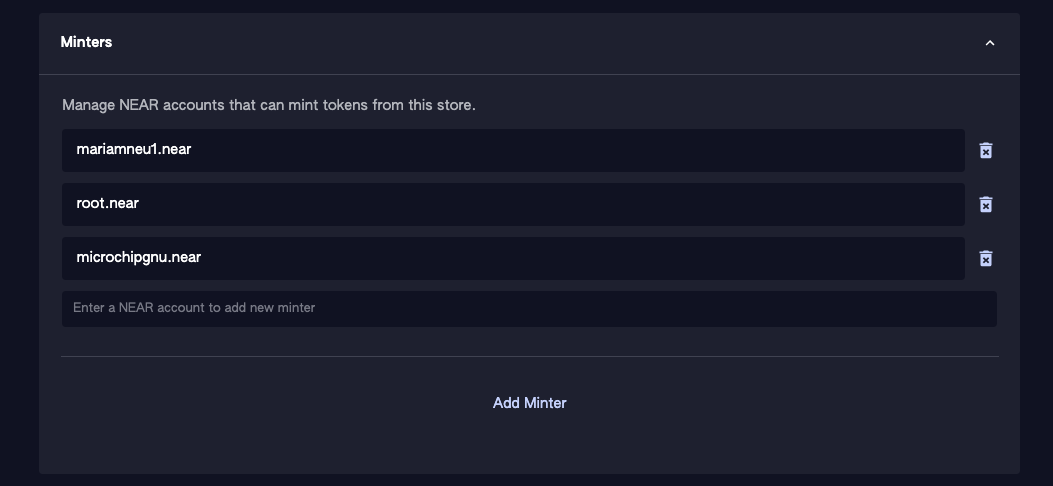 Minters
Manage NEAR accounts that can mint tokens from this store.
mariamneu1.near
root.near
microchipgnu.near
Enter a NEAR account to add new minter
Add Minter